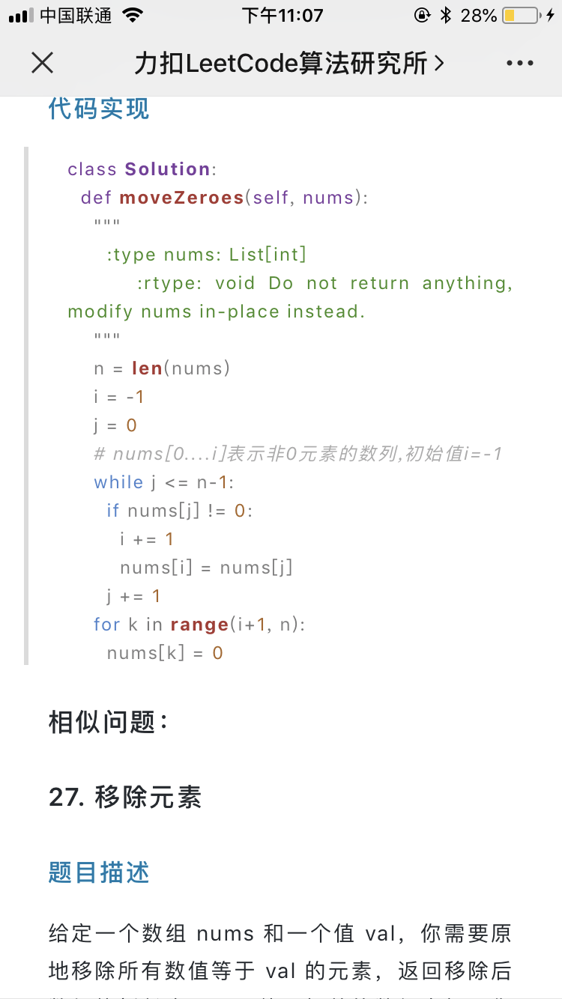 中国联通 下午11:07 28%
力扣LeetCode算法研究所
代码实现
class Solution:
def moveZeroes(self, nums):
"""
:type nums: List[int]
:rtype: void Do not return anything,
modify nums in-place instead.
"""
n = len(nums)
i = -1
j = 0
# nums[0....i]表示非0元素的数列,初始值i=-1
while j <= n-1:
if nums[j] != 0:
i += 1
nums[i] = nums[j]
j += 1
for k in range(i+1, n):
nums[k] = 0
相似问题：
27. 移除元素
题目描述
给定一个数组 nums 和一个值 val，你需要原
地移除所有数值等于 val 的元素，返回移除后